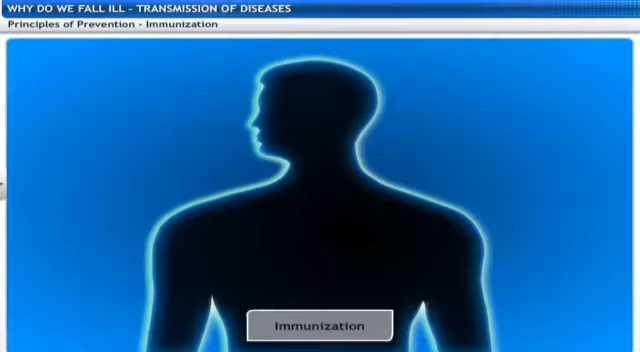 WHY DO WE FALL ILL - TRANSMISSION OF DISEASES
Principles of Prevention - Immunization
Immunization